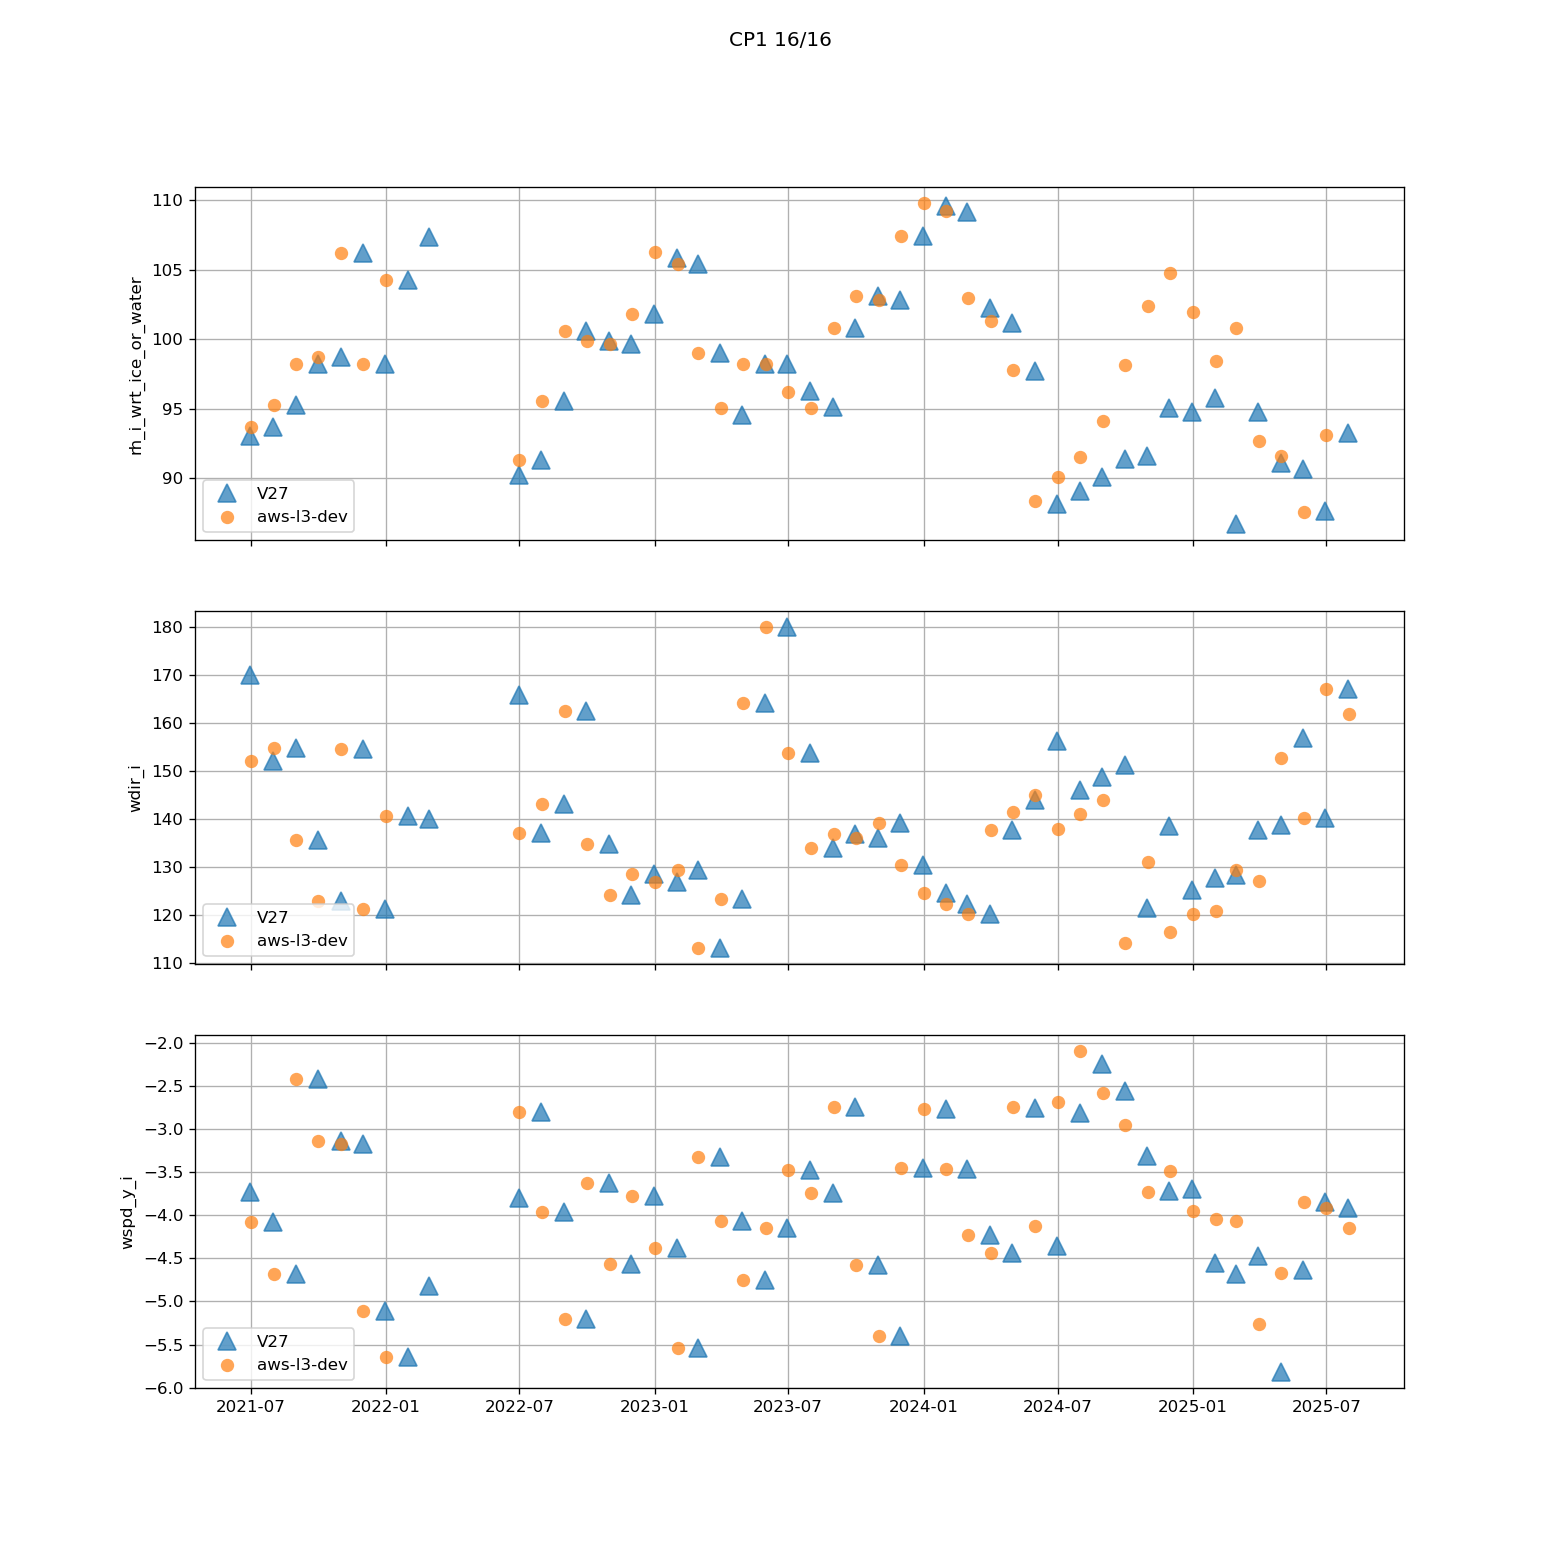 CP1 16/16
110
105
100
95
90
rh_i_wrt_ice_or_water
V27
aws-l3-dev
180
170
160
150
140
130
120
110
wdir_i
V27
aws-l3-dev
−2.0
−2.5
−3.0
−3.5
−4.0
−4.5
−5.0
−5.5
−6.0
wspd_y_i
V27
aws-l3-dev
2021-07 2022-01 2022-07 2023-01 2023-07 2024-01 2024-07 2025-01 2025-07